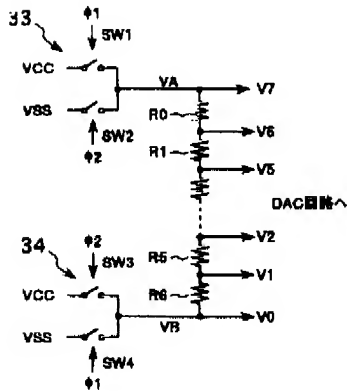 33
φ1
SW1
VCC
VA
V7
R0
VSS
V6
SW2
R1
φ2
V5
DAC回路へ
34
φ2
V2
SW3
R5
VCC
V1
R6
VSS
VB
V0
SW4
φ1